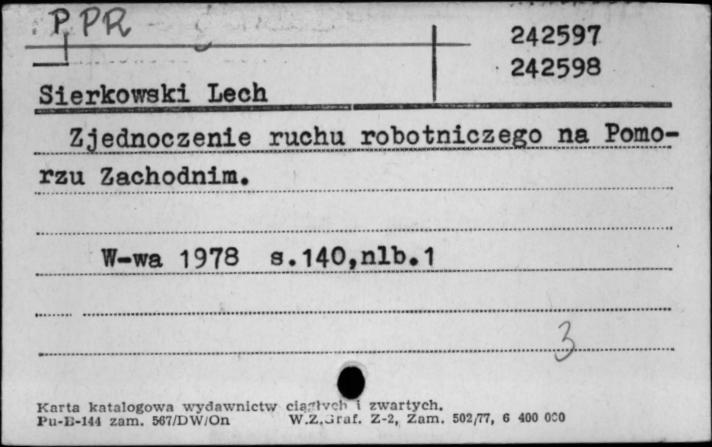 P PPR
242597
242598
Sierkowski Lech
Zjednoczenie ruchu robotniczego na Pomo-
rzu Zachodnim.
W-wa 1978 s.140,nlb.1
3
Karta katalogowa wydawnictw ciągłych i zwartych.
Pu-B-144 zam. 567/DW/On W.Z.Graf. Z-2, Zam. 502/77, 6 400 000